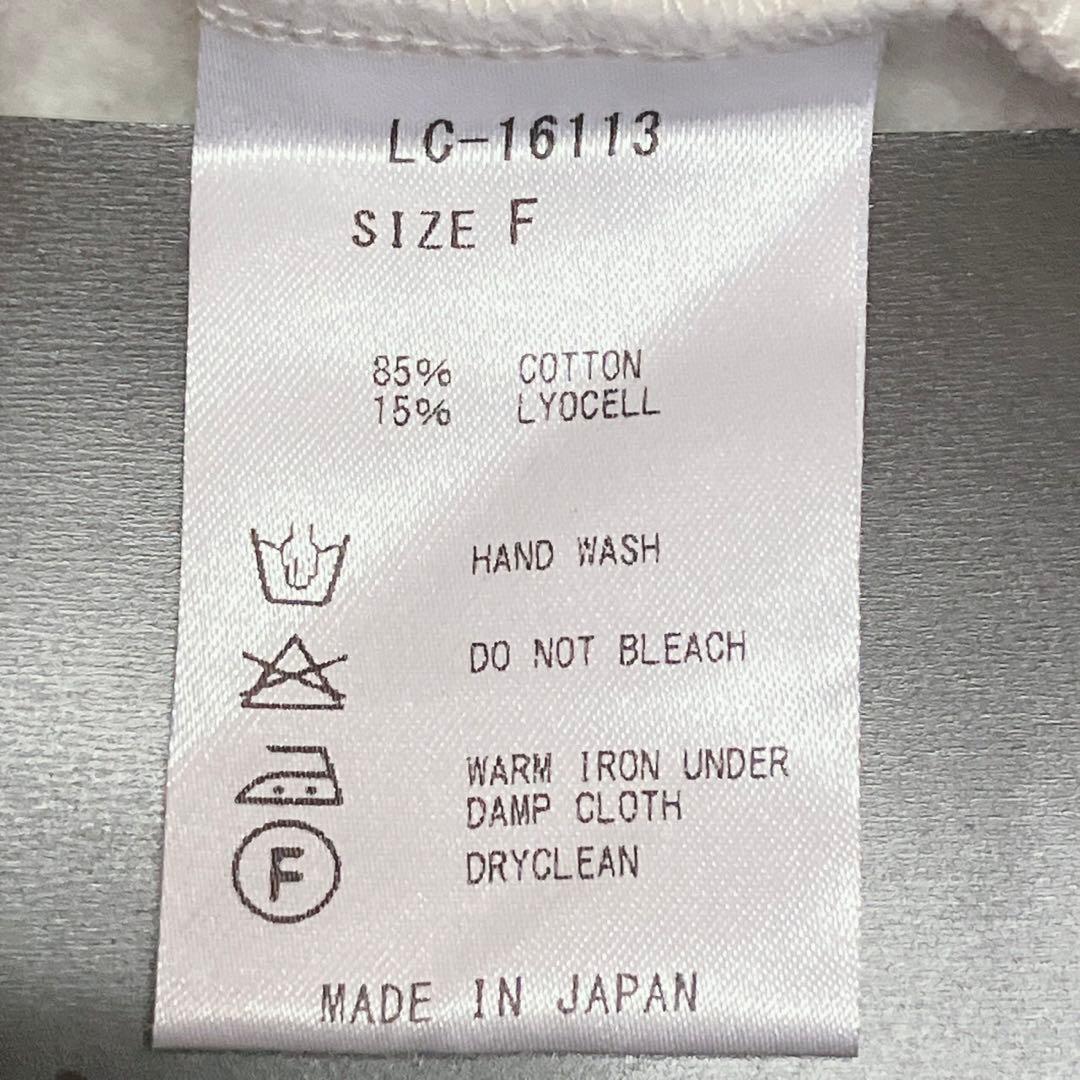 LC-16113
SIZE F
85% COTTON
15% LYOCELL
HAND WASH
DO NOT BLEACH
WARM IRON UNDER
DAMP CLOTH
F DRYCLEAN
MADE IN JAPAN